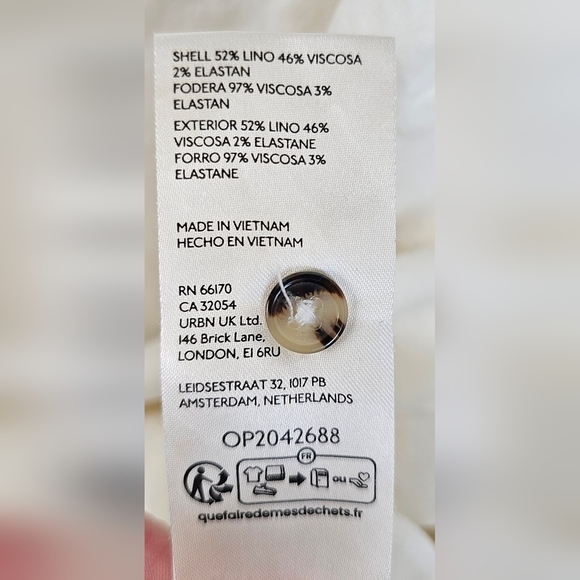 SHELL 52% LINO 46% VISCOSA
2% ELASTAN
FODERA 97% VISCOSA 3%
ELASTAN
EXTERIOR 52% LINO 46%
VISCOSA 2% ELASTANE
FORRO 97% VISCOSA 3%
ELASTANE
MADE IN VIETNAM
HECHO EN VIETNAM
RN 66170
CA 32054
URBN UK Ltd.
146 Brick Lane,
LONDON, E1 6RU
LEIDSESTRAAT 32, 1017 PB
AMSTERDAM, NETHERLANDS
OP2042688
FR
ou
quefairedemesdechets.fr